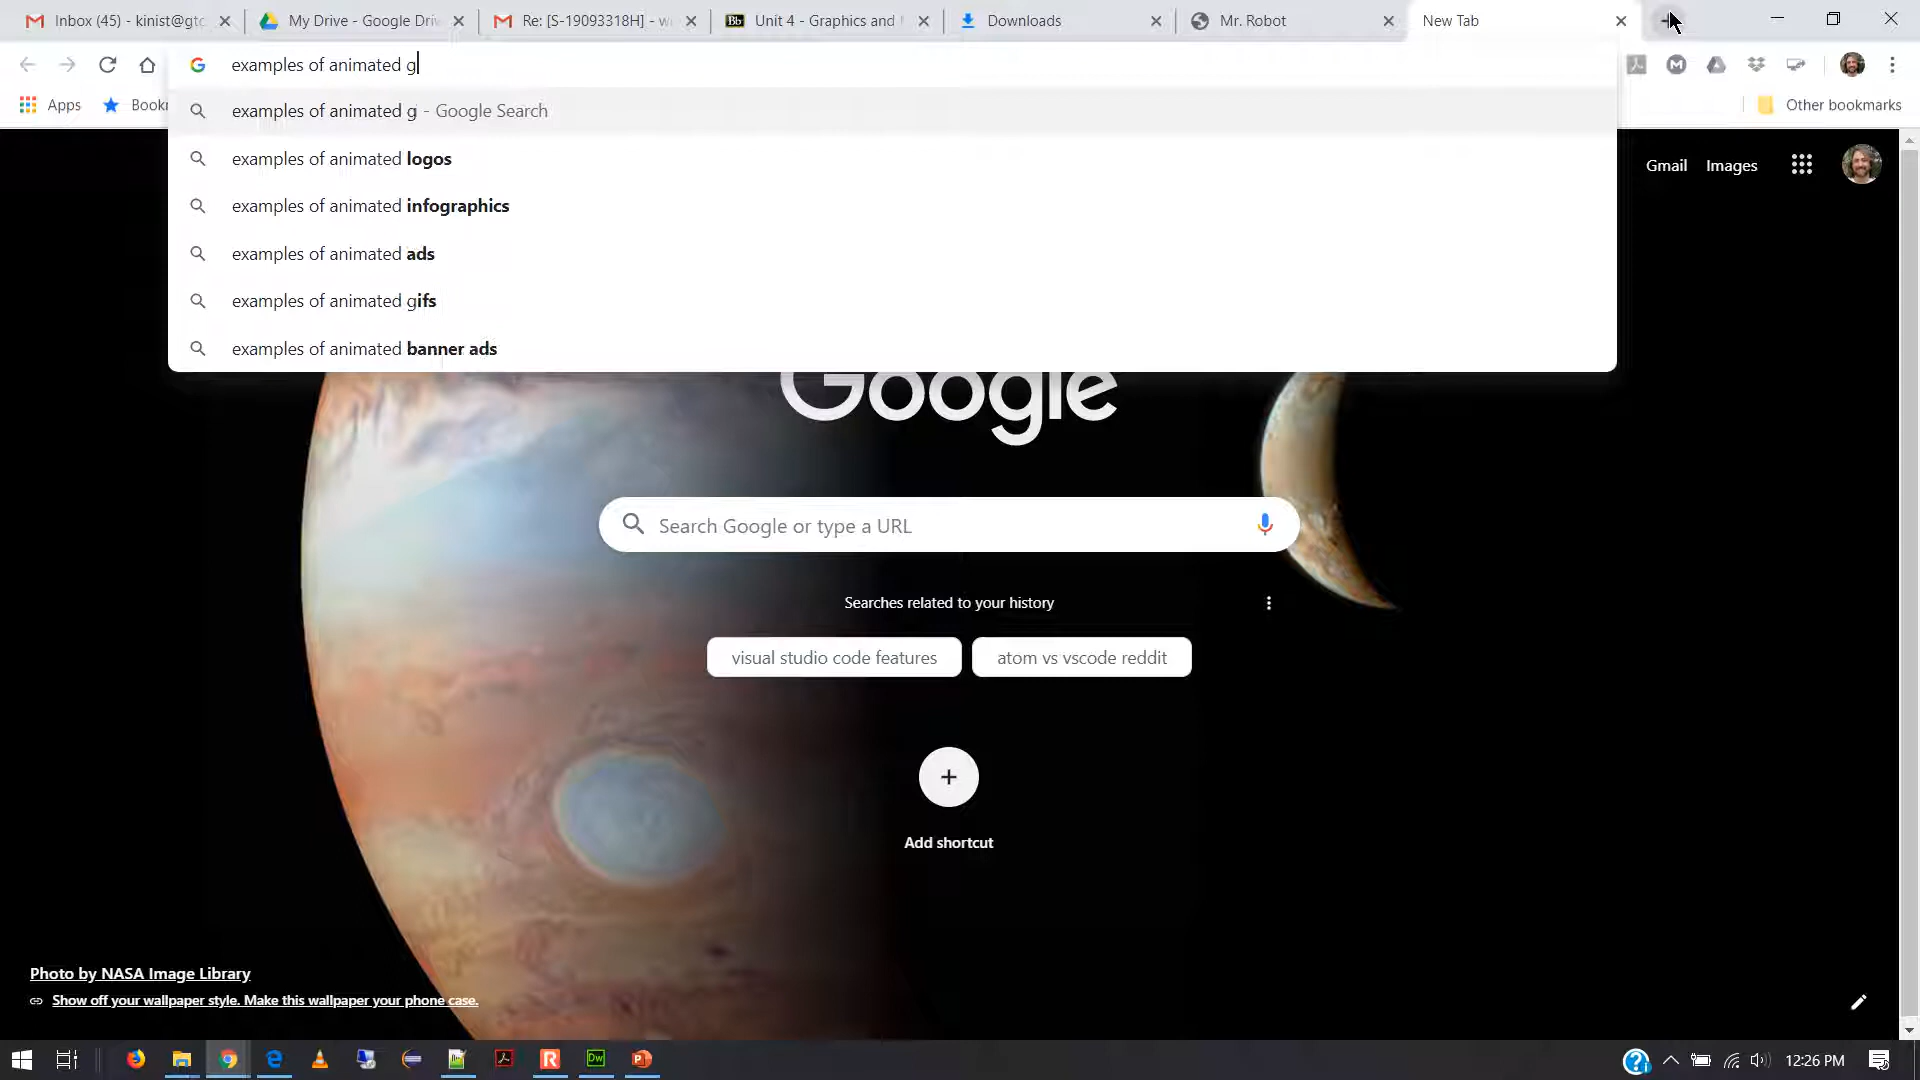 Inbox (45) - kinist@gtc
My Drive - Google Driv
Re: [S-19093318H] - w
Unit 4 - Graphics and
Downloads
Mr. Robot
New Tab
examples of animated g
Apps
Bookn
Other bookmarks
examples of animated g - Google Search
examples of animated logos
examples of animated infographics
examples of animated ads
examples of animated gifs
examples of animated banner ads
Gmail
Images
Google
Search Google or type a URL
Searches related to your history
visual studio code features
atom vs vscode reddit
Add shortcut
Photo by NASA Image Library
Show off your wallpaper style. Make this wallpaper your phone case.
12:26 PM